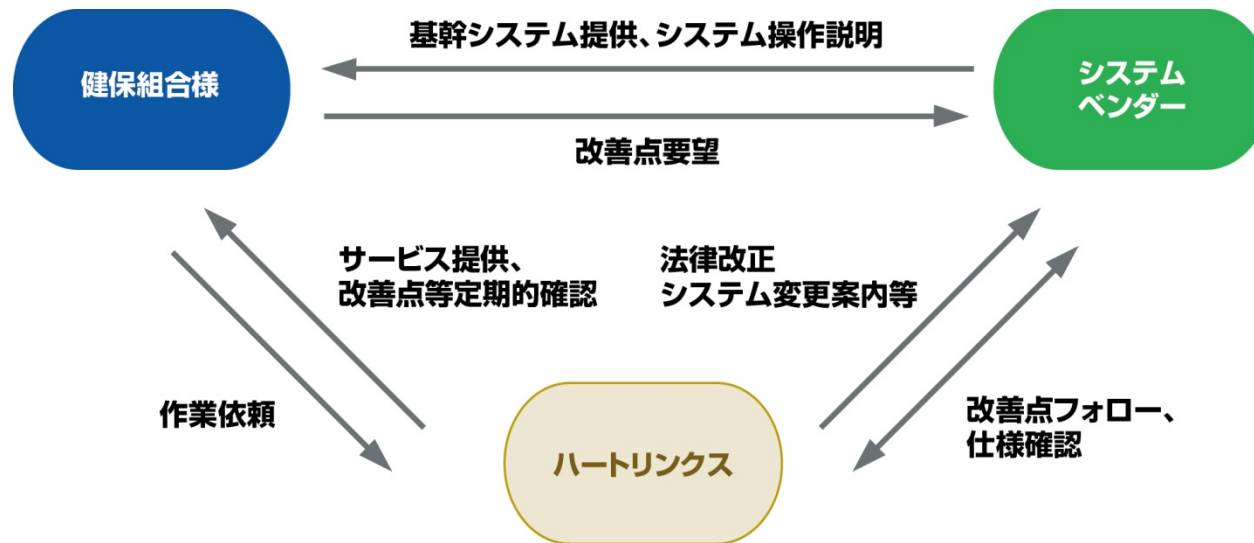 基幹システム提供、システム操作説明
健保組合様
システム
ベンダー
改善点要望
サービス提供、
改善点等定期的確認
法律改正
システム変更案内等
作業依頼
ハートリンクス
改善点フォロー、
仕様確認